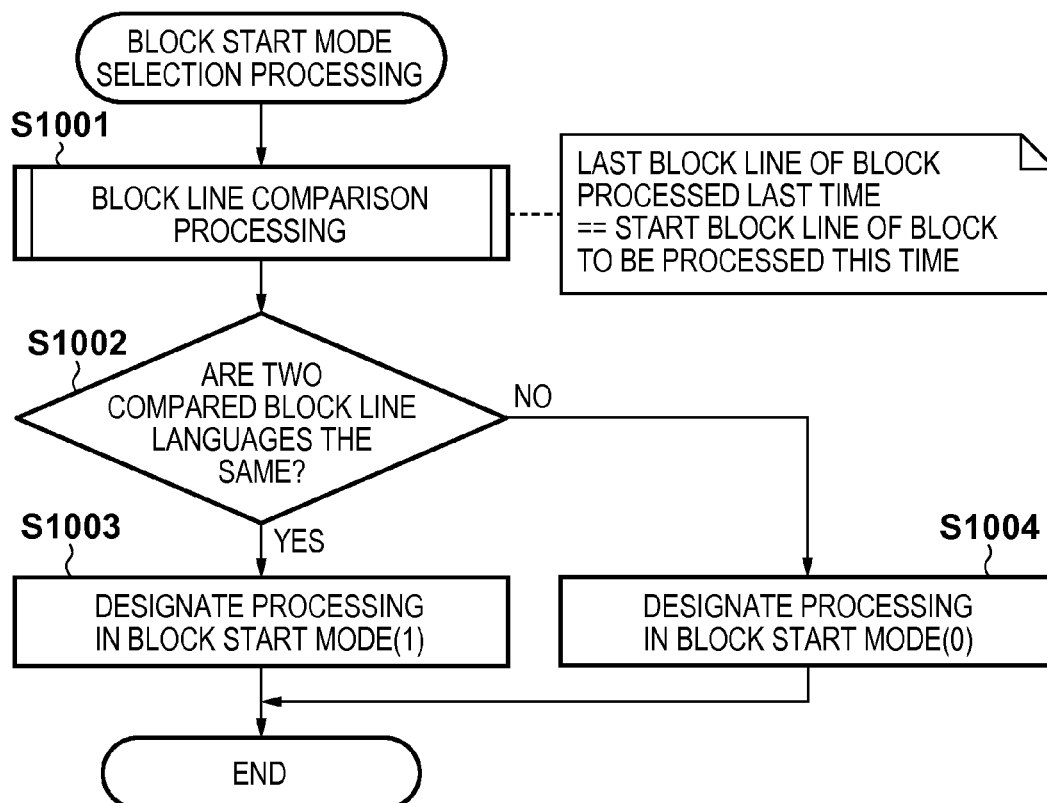 BLOCK START MODE
SELECTION PROCESSING
S1001
BLOCK LINE COMPARISON
PROCESSING
LAST BLOCK LINE OF BLOCK
PROCESSED LAST TIME
== START BLOCK LINE OF BLOCK
TO BE PROCESSED THIS TIME
S1002
ARE TWO
COMPARED BLOCK LINE
LANGUAGES THE
SAME?
NO
YES
S1003
DESIGNATE PROCESSING
IN BLOCK START MODE(1)
S1004
DESIGNATE PROCESSING
IN BLOCK START MODE(0)
END